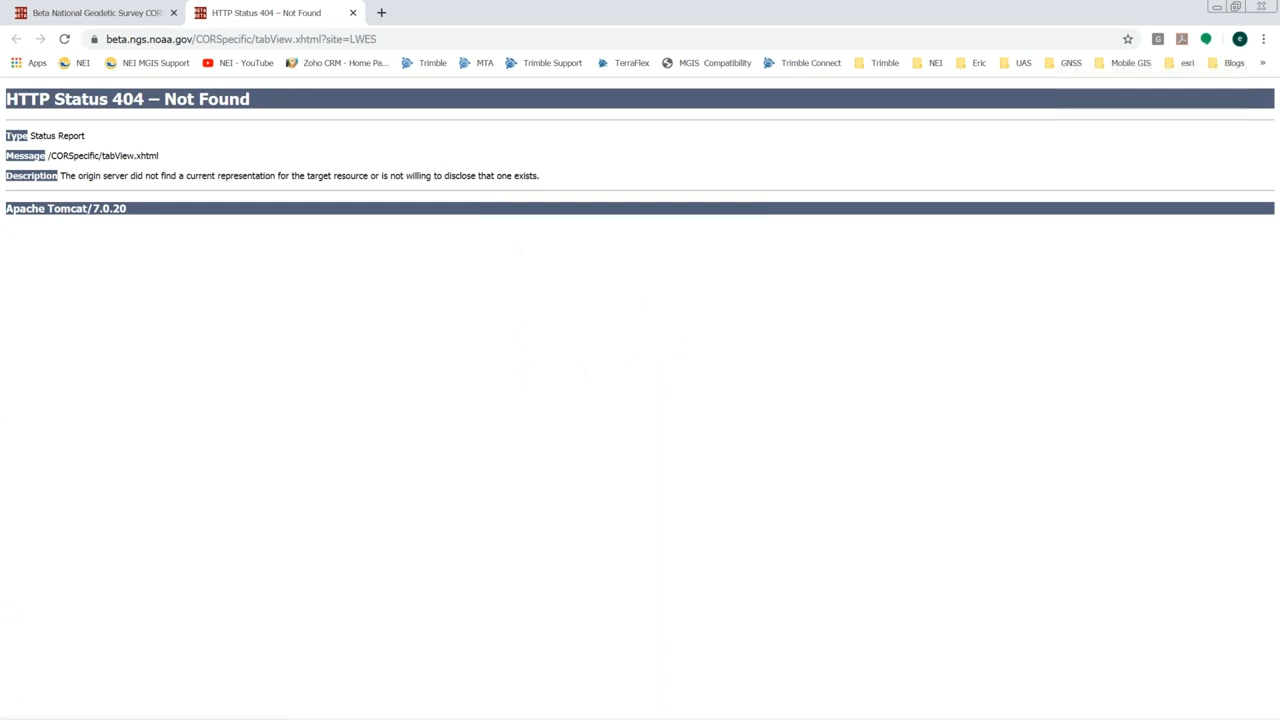 Beta National Geodetic Survey CORS
HTTP Status 404 – Not Found
beta.ngs.noaa.gov/CORSpecific/tabView.xhtml?site=LWES
Apps NEI NEI MGIS Support NEI - YouTube Zoho CRM - Home Pa... Trimble MTA Trimble Support TerraFlex MGIS Compatibility Trimble Connect Trimble NEI Eric UAS GNSS Mobile GIS esri Blogs »
HTTP Status 404 – Not Found
Type Status Report
Message /CORSpecific/tabView.xhtml
Description The origin server did not find a current representation for the target resource or is not willing to disclose that one exists.
Apache Tomcat/7.0.20